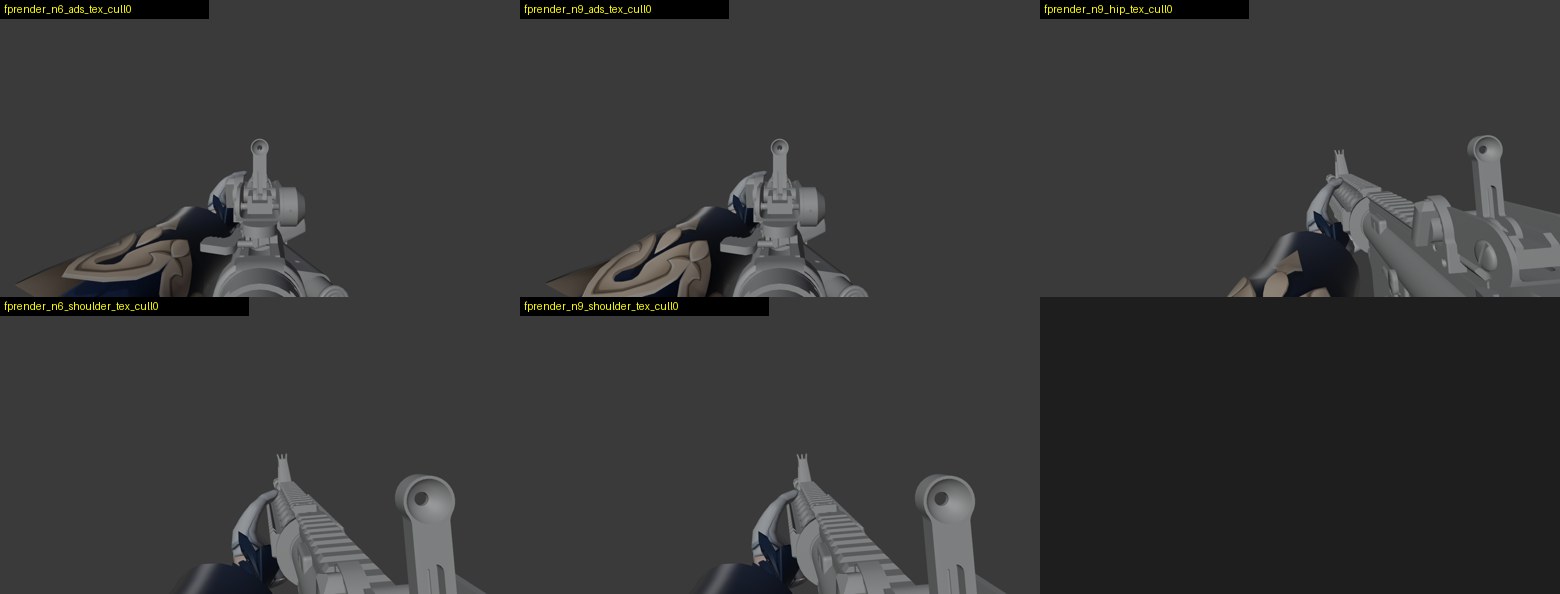 fprender_n6_ads_tex_cull0
fprender_n9_ads_tex_cull0
fprender_n9_hip_tex_cull0
fprender_n6_shoulder_tex_cull0
fprender_n9_shoulder_tex_cull0